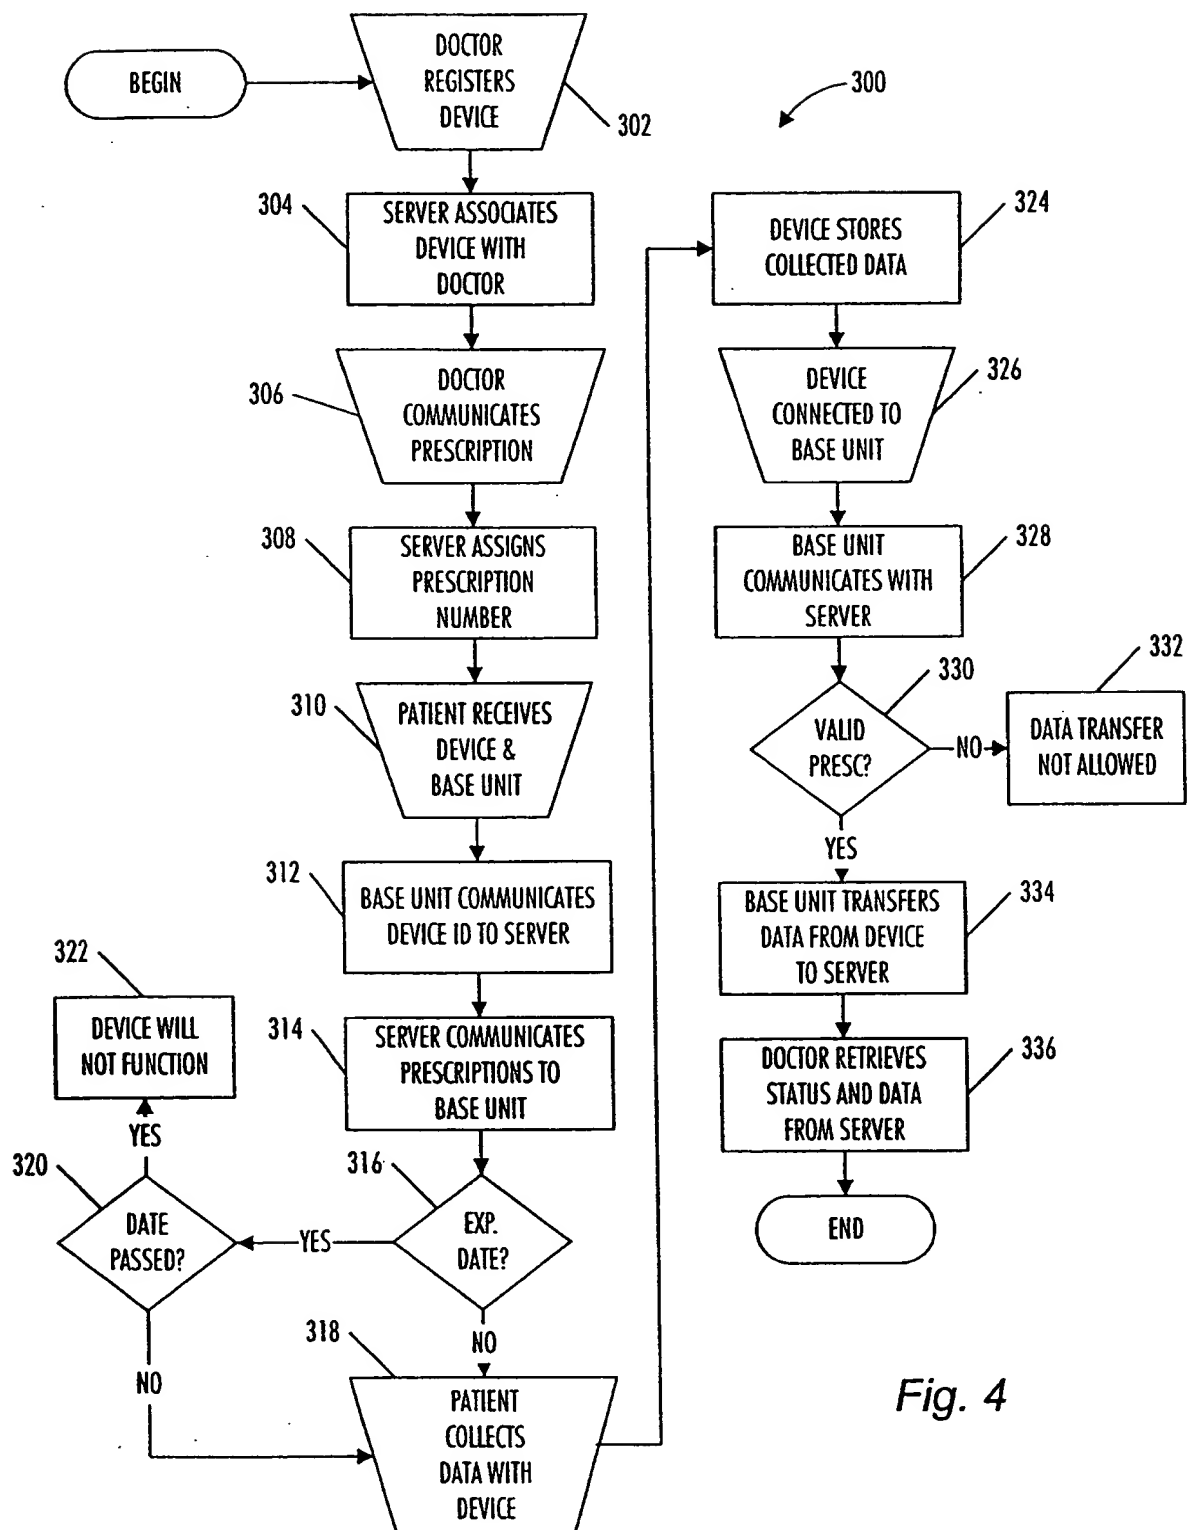 BEGIN
DOCTOR
REGISTERS
DEVICE
302
300
304
SERVER ASSOCIATES
DEVICE WITH
DOCTOR
306
DOCTOR
COMMUNICATES
PRESCRIPTION
308
SERVER ASSIGNS
PRESCRIPTION
NUMBER
310
PATIENT RECEIVES
DEVICE &
BASE UNIT
312
BASE UNIT COMMUNICATES
DEVICE ID TO SERVER
314
SERVER COMMUNICATES
PRESCRIPTIONS TO
BASE UNIT
316
EXP.
DATE?
YES
NO
320
DATE
PASSED?
YES
322
DEVICE WILL
NOT FUNCTION
NO
318
PATIENT
COLLECTS
DATA WITH
DEVICE
324
DEVICE STORES
COLLECTED DATA
326
DEVICE
CONNECTED TO
BASE UNIT
328
BASE UNIT
COMMUNICATES WITH
SERVER
330
VALID
PRESC?
NO
332
DATA TRANSFER
NOT ALLOWED
YES
334
BASE UNIT TRANSFERS
DATA FROM DEVICE
TO SERVER
336
DOCTOR RETRIEVES
STATUS AND DATA
FROM SERVER
END
Fig. 4